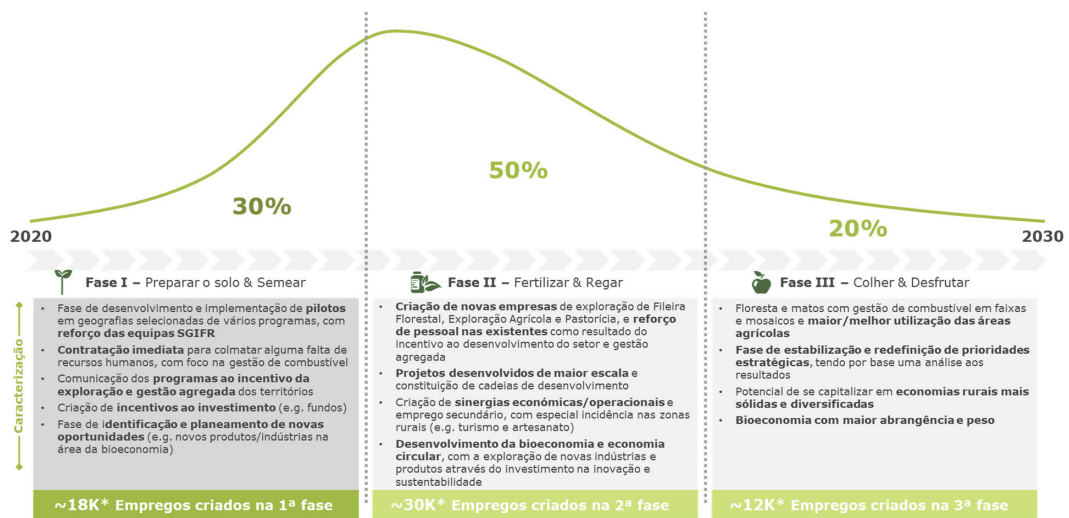 50%
30%
20%
2020
2030
Fase I – Preparar o solo & Semear
Fase II – Fertilizar & Regar
Fase III – Colher & Desfrutar
Caracterização
• Fase de desenvolvimento e implementação de pilotos
em geografias selecionadas de vários programas, com
reforço das equipas SGIFR
• Contratação imediata para colmatar alguma falta de
recursos humanos, com foco na gestão de combustível
• Comunicação dos programas ao incentivo da
exploração e gestão agregada dos territórios
• Criação de incentivos ao investimento (e.g. fundos)
• Fase de identificação e planeamento de novas
oportunidades (e.g. novos produtos/indústrias na
área da bioeconomia)
~18K* Empregos criados na 1ª fase
• Criação de novas empresas de exploração de Fileira
Florestal, Exploração Agrícola e Pastorícia, e reforço
de pessoal nas existentes como resultado do
incentivo ao desenvolvimento do setor e gestão
agregada
• Projetos desenvolvidos de maior escala e
constituição de cadeias de desenvolvimento
• Criação de sinergias económicas/operacionais e
emprego secundário, com especial incidência nas zonas
rurais (e.g. turismo e artesanato)
• Desenvolvimento da bioeconomia e economia
circular, com a exploração de novas indústrias e
produtos através do investimento na inovação e
sustentabilidade
~30K* Empregos criados na 2ª fase
• Floresta e matos com gestão de combustível em faixas
e mosaicos e maior/melhor utilização das áreas
agrícolas
• Fase de estabilização e redefinição de prioridades
estratégicas, tendo por base uma análise aos
resultados
• Potencial de se capitalizar em economias rurais mais
sólidas e diversificadas
• Bioeconomia com maior abrangência e peso
~12K* Empregos criados na 3ª fase